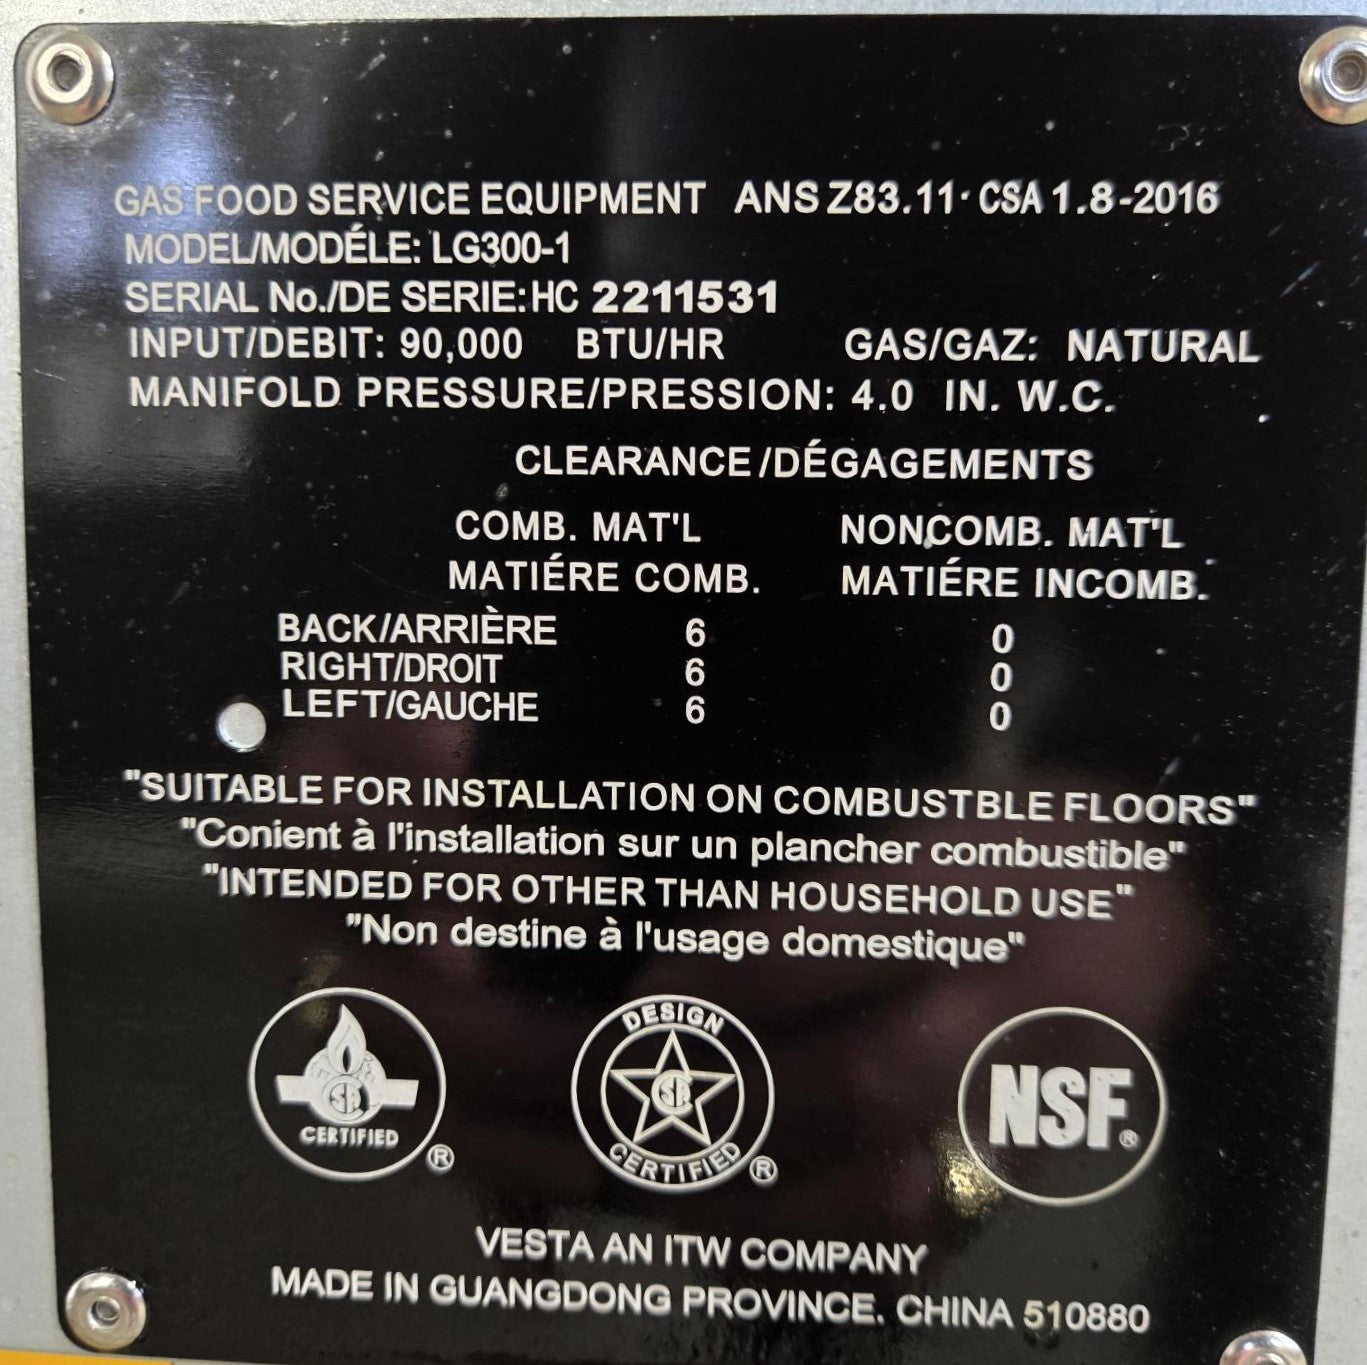 GAS FOOD SERVICE EQUIPMENT ANS Z83.11· CSA 1.8-2016
MODEL/MODÉLE: LG300-1
SERIAL No./DE SERIE:HC 2211531
INPUT/DEBIT: 90,000 BTU/HR GAS/GAZ: NATURAL
MANIFOLD PRESSURE/PRESSION: 4.0 IN. W.C.
CLEARANCE/DÉGAGEMENTS
COMB. MAT'L NONCOMB. MAT'L
MATIÉRE COMB. MATIÉRE INCOMB.
BACK/ARRIÈRE 6 0
RIGHT/DROIT 6 0
LEFT/GAUCHE 6 0
"SUITABLE FOR INSTALLATION ON COMBUSTBLE FLOORS"
"Conient à l'installation sur un plancher combustible"
"INTENDED FOR OTHER THAN HOUSEHOLD USE"
"Non destine à l'usage domestique"
SA CERTIFIED ®
DESIGN SA CERTIFIED ®
NSF®
VESTA AN ITW COMPANY
MADE IN GUANGDONG PROVINCE. CHINA 510880